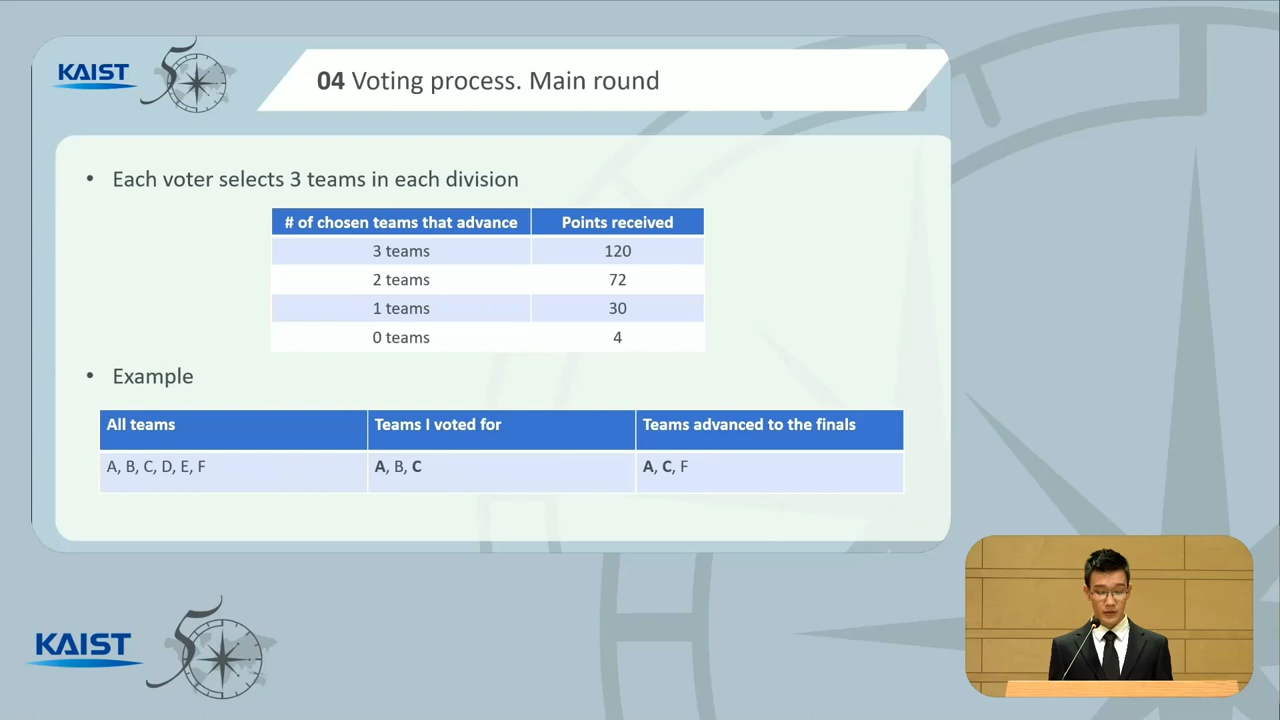 KAIST 50
04 Voting process. Main round
• Each voter selects 3 teams in each division
# of chosen teams that advance Points received
3 teams 120
2 teams 72
1 teams 30
0 teams 4
• Example
All teams Teams I voted for Teams advanced to the finals
A, B, C, D, E, F A, B, C A, C, F
KAIST 50